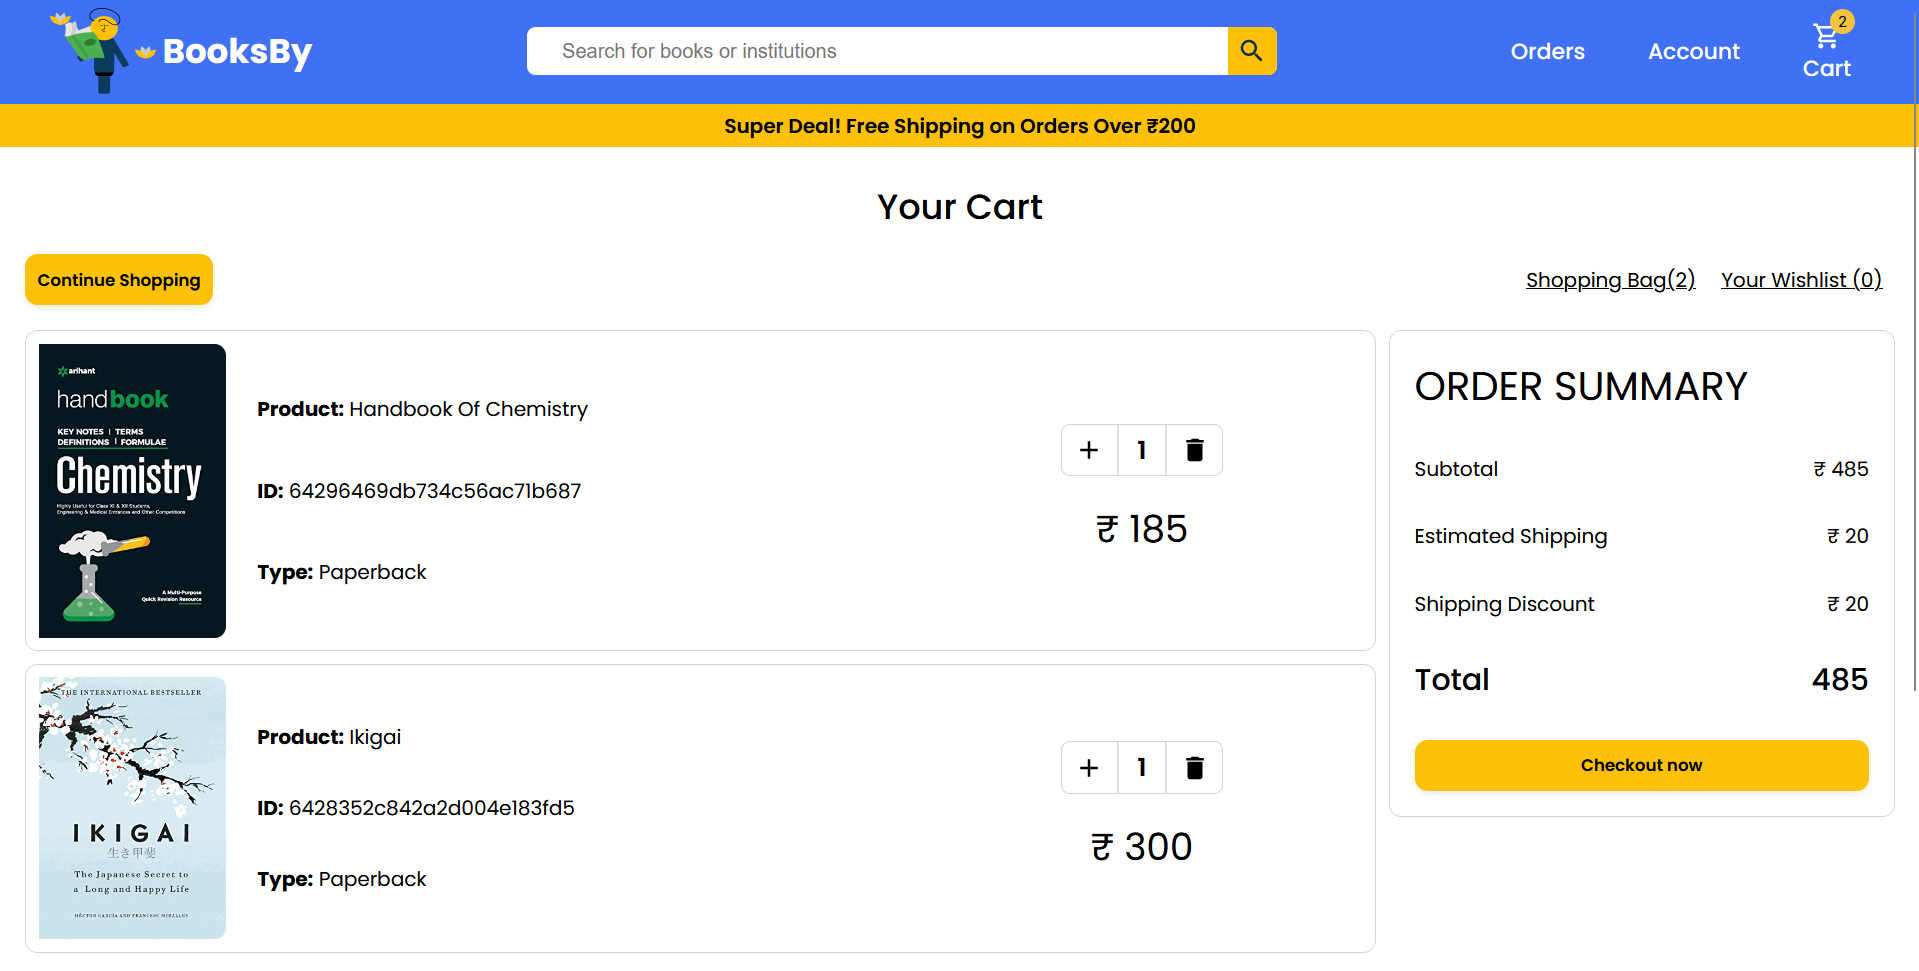 BooksBy
Search for books or institutions
Orders
Account
2
Cart
Super Deal! Free Shipping on Orders Over ₹200
Your Cart
Continue Shopping
Shopping Bag(2)
Your Wishlist (0)
arihant
handbook
KEY NOTES | TERMS
DEFINITIONS | FORMULAE
Chemistry
Highly Useful for Class XI & XII Students,
Engineering & Medical Entrances and Other Competitions
A Multi-Purpose
Quick Revision Resource
Product: Handbook Of Chemistry
ID: 64296469db734c56ac71b687
Type: Paperback
1
₹ 185
THE INTERNATIONAL BESTSELLER
IKIGAI
生き甲斐
The Japanese Secret to
a Long and Happy Life
HÉCTOR GARCÍA AND FRANCESC MIRALLES
Product: Ikigai
ID: 6428352c842a2d004e183fd5
Type: Paperback
1
₹ 300
ORDER SUMMARY
Subtotal ₹ 485
Estimated Shipping ₹ 20
Shipping Discount ₹ 20
Total 485
Checkout now